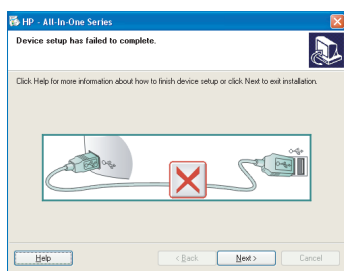 HP - All-In-One Series
Device setup has failed to complete.
Click Help for more information about how to finish device setup or click Next to exit installation.
Help
< Back
Next >
Cancel